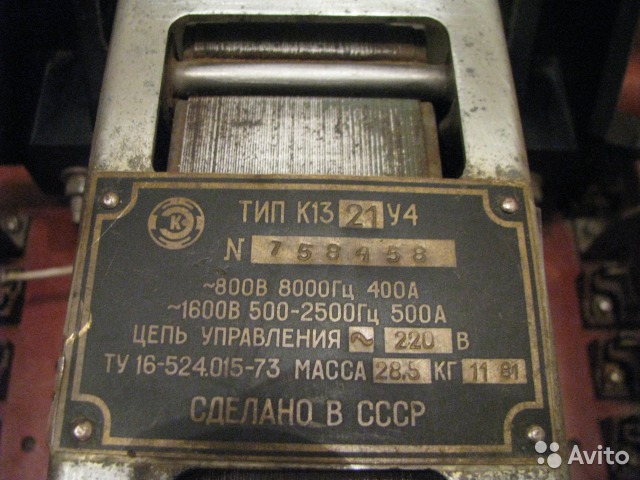 К
ТИП К13 21 У4
N 758458
~800В 8000Гц 400А
~1600В 500-2500Гц 500А
ЦЕПЬ УПРАВЛЕНИЯ ~ 220 В
ТУ 16-524.015-73 МАССА 28.5 КГ 11 81
СДЕЛАНО В СССР
Avito